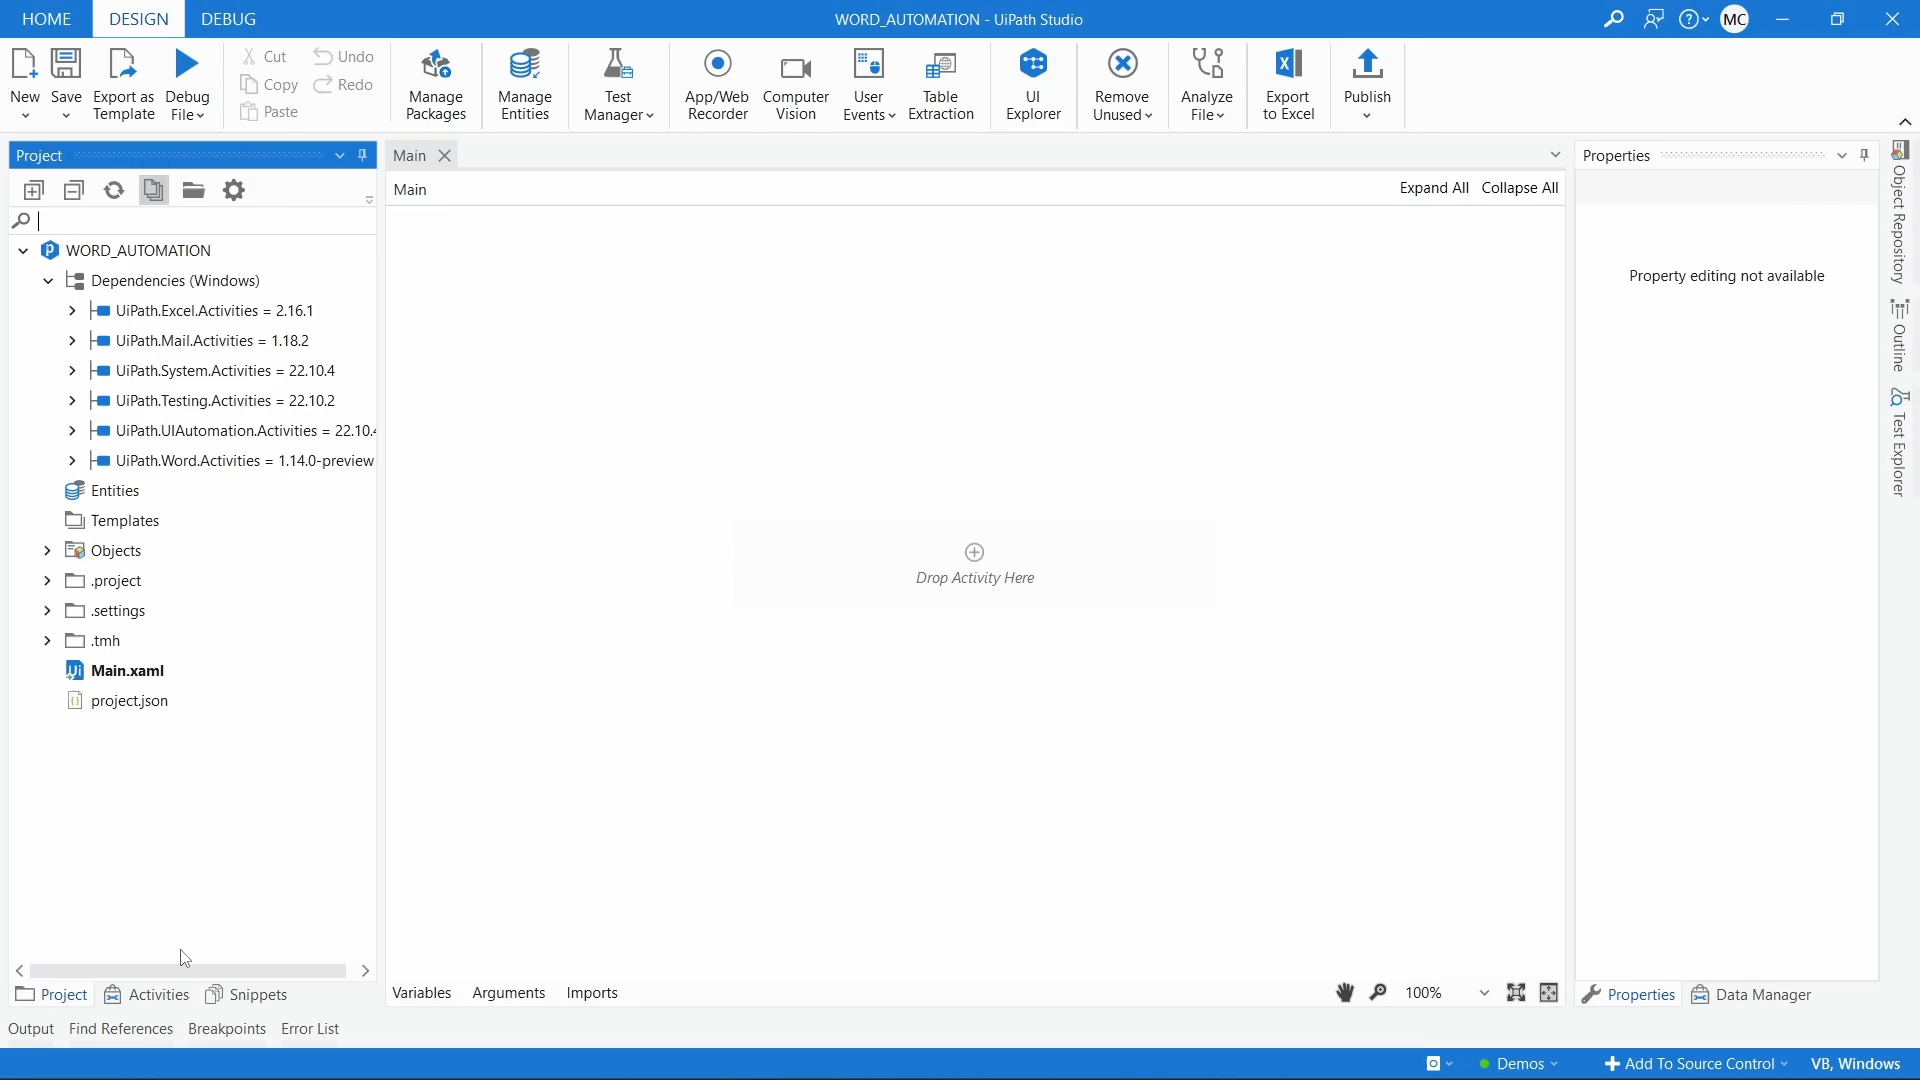 HOME DESIGN DEBUG
WORD_AUTOMATION - UiPath Studio
MC
New
Save
Export as
Template
Debug
File
Cut
Copy
Paste
Undo
Redo
Manage
Packages
Manage
Entities
Test
Manager
App/Web
Recorder
Computer
Vision
User
Events
Table
Extraction
UI
Explorer
Remove
Unused
Analyze
File
Export
to Excel
Publish
Project
WORD_AUTOMATION
Dependencies (Windows)
UiPath.Excel.Activities = 2.16.1
UiPath.Mail.Activities = 1.18.2
UiPath.System.Activities = 22.10.4
UiPath.Testing.Activities = 22.10.2
UiPath.UIAutomation.Activities = 22.10.4
UiPath.Word.Activities = 1.14.0-preview
Entities
Templates
Objects
.project
.settings
.tmh
Main.xaml
project.json
Project Activities Snippets
Main
Main
Expand All Collapse All
Drop Activity Here
Variables Arguments Imports
100%
Properties
Property editing not available
Properties Data Manager
Object Repository
Outline
Test Explorer
Output Find References Breakpoints Error List
Demos Add To Source Control VB, Windows